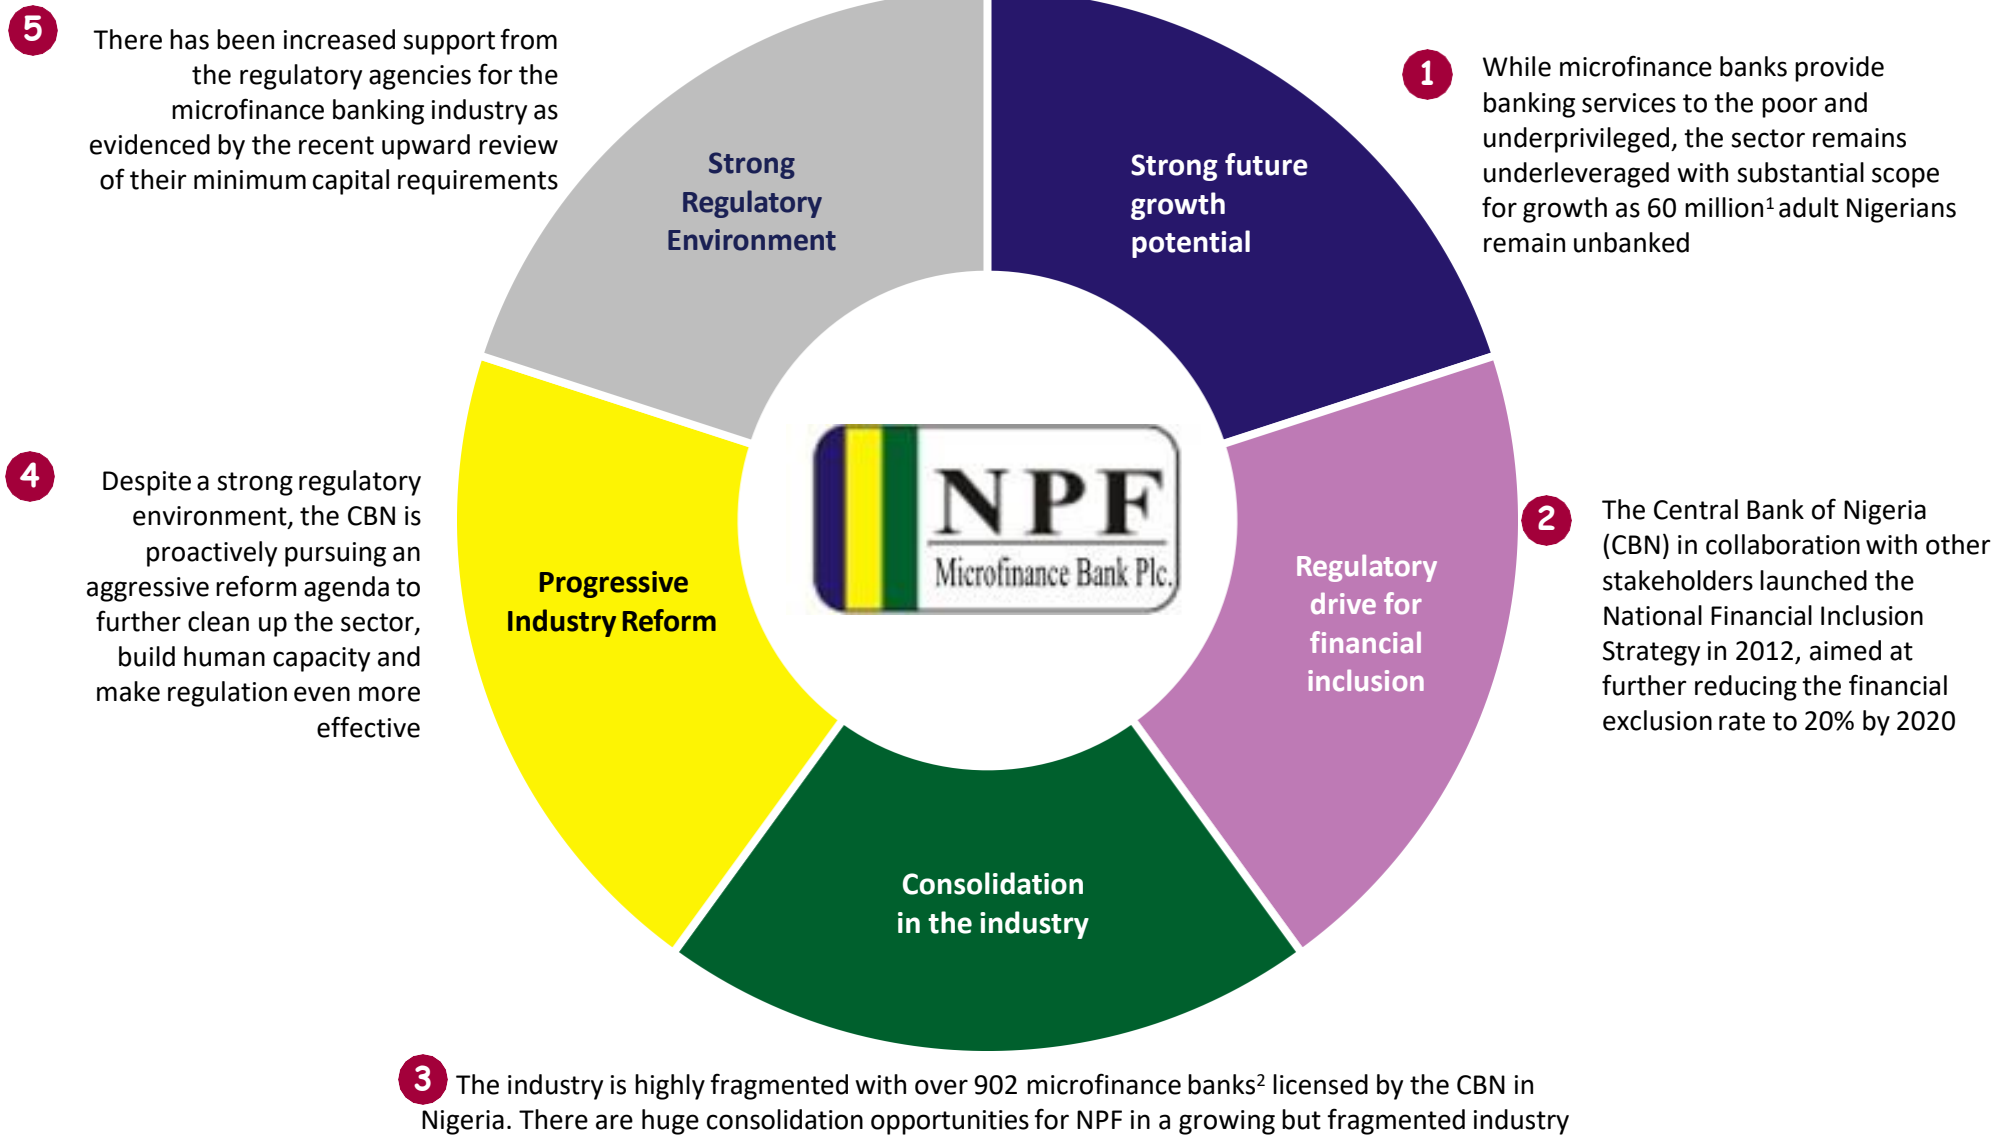 5
There has been increased support from
the regulatory agencies for the
microfinance banking industry as
evidenced by the recent upward review
of their minimum capital requirements
Strong
Regulatory
Environment
Strong future
growth
potential
1
While microfinance banks provide
banking services to the poor and
underprivileged, the sector remains
underleveraged with substantial scope
for growth as 60 million¹ adult Nigerians
remain unbanked
4
Despite a strong regulatory
environment, the CBN is
proactively pursuing an
aggressive reform agenda to
further clean up the sector,
build human capacity and
make regulation even more
effective
Progressive
Industry Reform
NPF
Microfinance Bank Plc.
Regulatory
drive for
financial
inclusion
2
The Central Bank of Nigeria
(CBN) in collaboration with other
stakeholders launched the
National Financial Inclusion
Strategy in 2012, aimed at
further reducing the financial
exclusion rate to 20% by 2020
Consolidation
in the industry
3
The industry is highly fragmented with over 902 microfinance banks² licensed by the CBN in
Nigeria. There are huge consolidation opportunities for NPF in a growing but fragmented industry